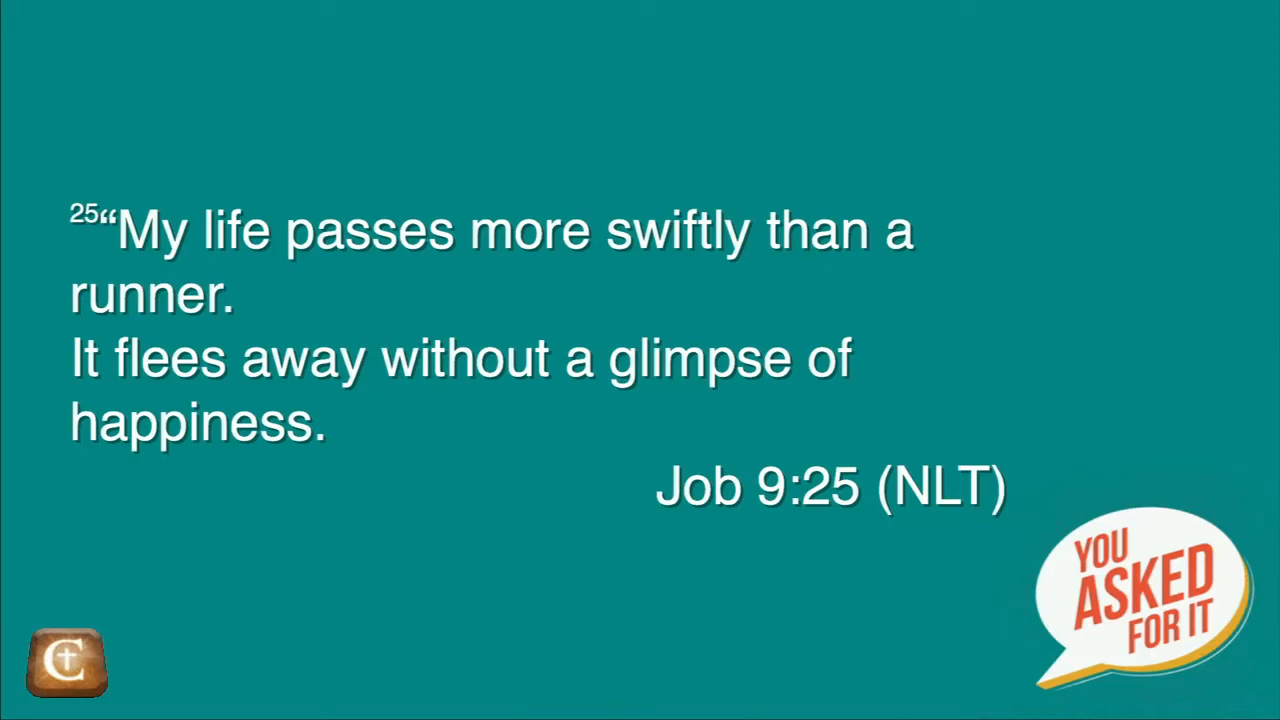 25“My life passes more swiftly than a
runner.
It flees away without a glimpse of
happiness.
Job 9:25 (NLT)
YOU
ASKED
FOR IT
C